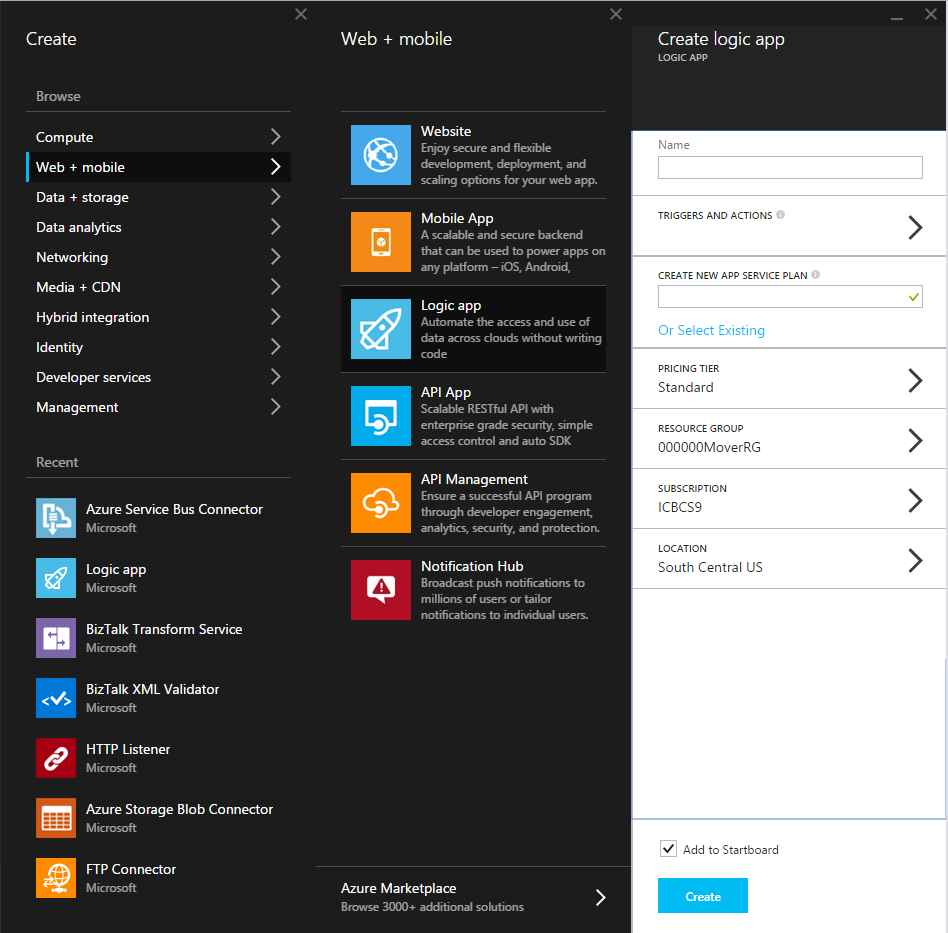 Create
Browse
Compute
Web + mobile
Data + storage
Data analytics
Networking
Media + CDN
Hybrid integration
Identity
Developer services
Management
Recent
Azure Service Bus Connector
Microsoft
Logic app
Microsoft
BizTalk Transform Service
Microsoft
BizTalk XML Validator
Microsoft
HTTP Listener
Microsoft
Azure Storage Blob Connector
Microsoft
FTP Connector
Microsoft
Web + mobile
Website
Enjoy secure and flexible
development, deployment, and
scaling options for your web app.
Mobile App
A scalable and secure backend
that can be used to power apps on
any platform – iOS, Android,
Logic app
Automate the access and use of
data across clouds without writing
code
API App
Scalable RESTful API with
enterprise grade security, simple
access control and auto SDK
API Management
Ensure a successful API program
through developer engagement,
analytics, security, and protection.
Notification Hub
Broadcast push notifications to
millions of users or tailor
notifications to individual users.
Azure Marketplace
Browse 3000+ additional solutions
Create logic app
LOGIC APP
Name
TRIGGERS AND ACTIONS
CREATE NEW APP SERVICE PLAN
Or Select Existing
PRICING TIER
Standard
RESOURCE GROUP
000000MoverRG
SUBSCRIPTION
ICBCS9
LOCATION
South Central US
Add to Startboard
Create